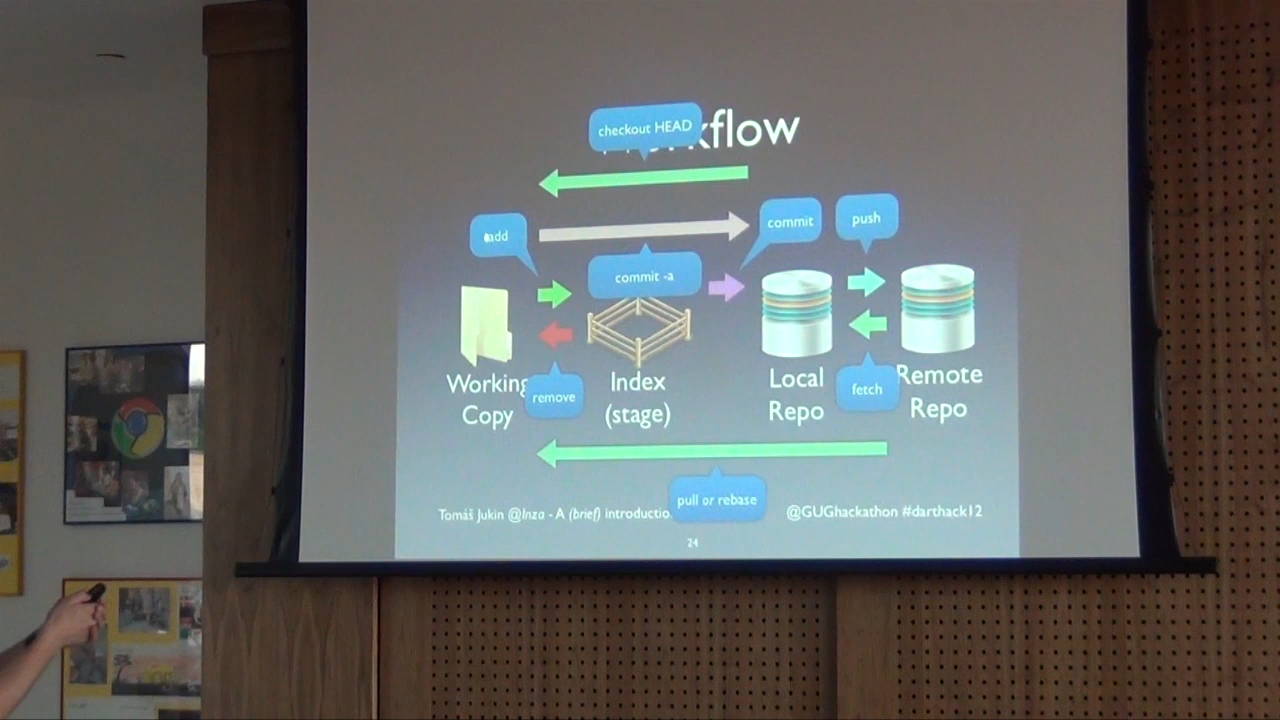 checkout HEAD
kflow
add
commit
push
commit -a
Working
Copy
remove
Index
(stage)
Local
Repo
fetch
Remote
Repo
pull or rebase
Tomáš Jukin @Inza - A (brief) introductio
@GUGhackathon #darthack12
24